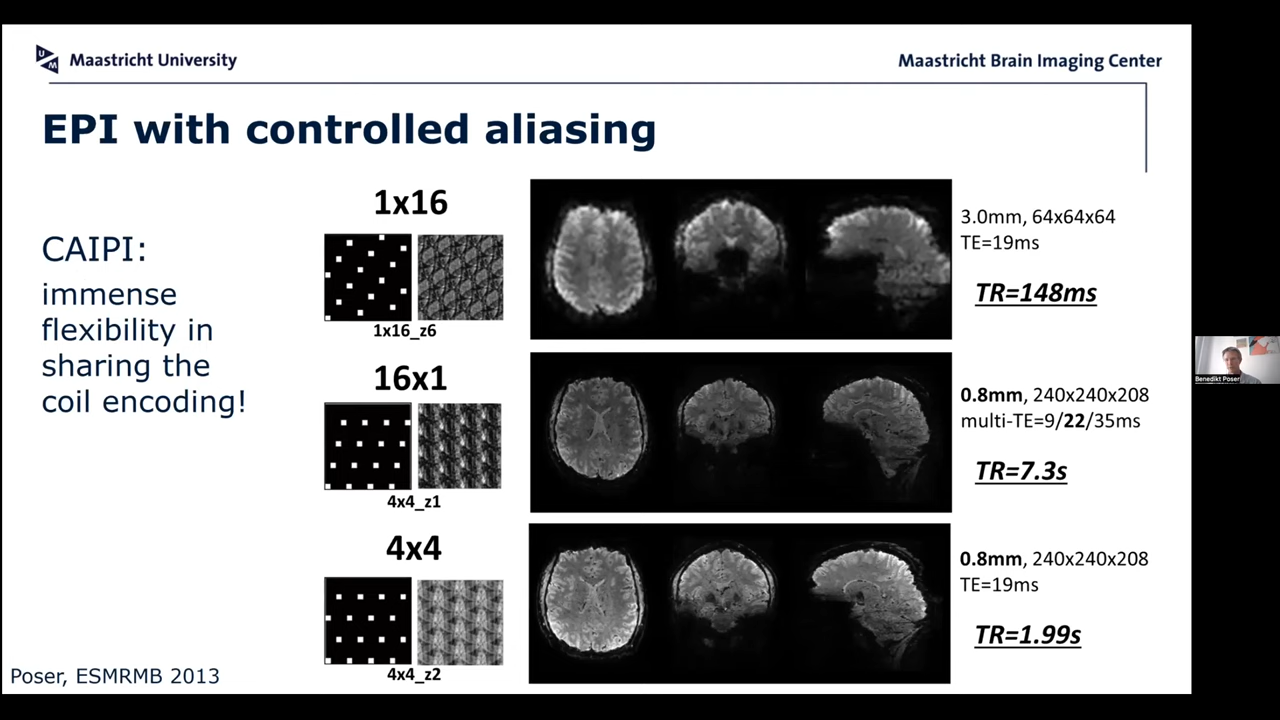 Maastricht University
Maastricht Brain Imaging Center
EPI with controlled aliasing
CAIPI:
immense
flexibility in
sharing the
coil encoding!
1x16
1x16_z6
3.0mm, 64x64x64
TE=19ms
TR=148ms
16x1
4x4_z1
0.8mm, 240x240x208
multi-TE=9/22/35ms
TR=7.3s
4x4
4x4_z2
0.8mm, 240x240x208
TE=19ms
TR=1.99s
Poser, ESMRMB 2013
Benedikt Poser